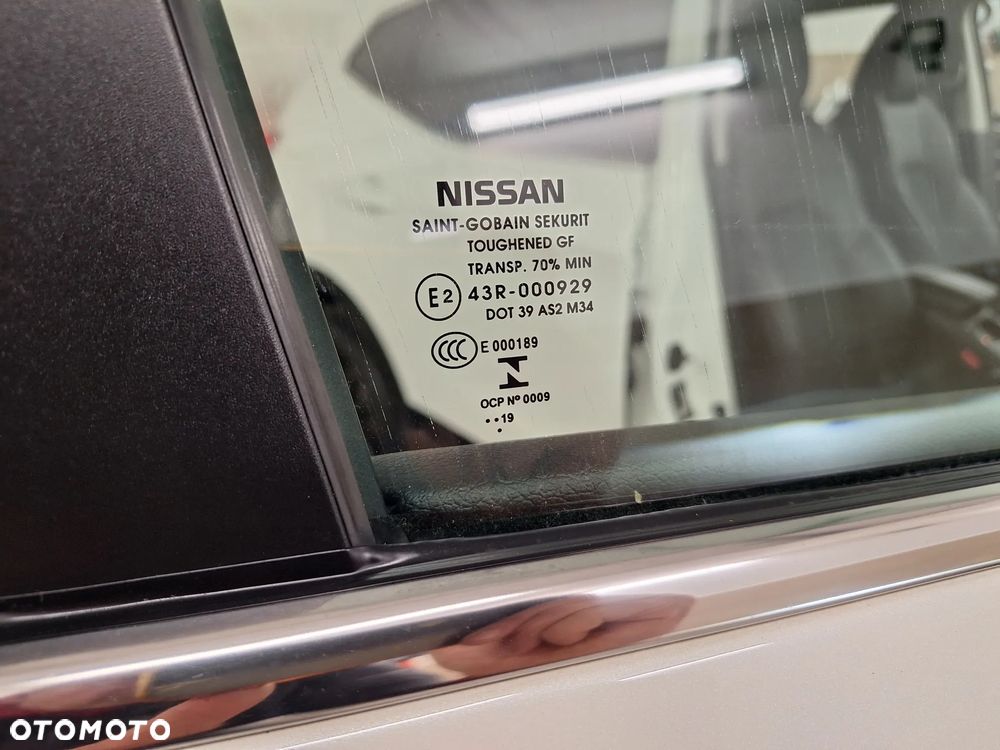 NISSAN
SAINT-GOBAIN SEKURIT
TOUGHENED GF
TRANSP. 70% MIN
E2 43R-000929
DOT 39 AS2 M34
CCC E 000189
N
OCP Nº 0009
..19
.
OTOMOTO